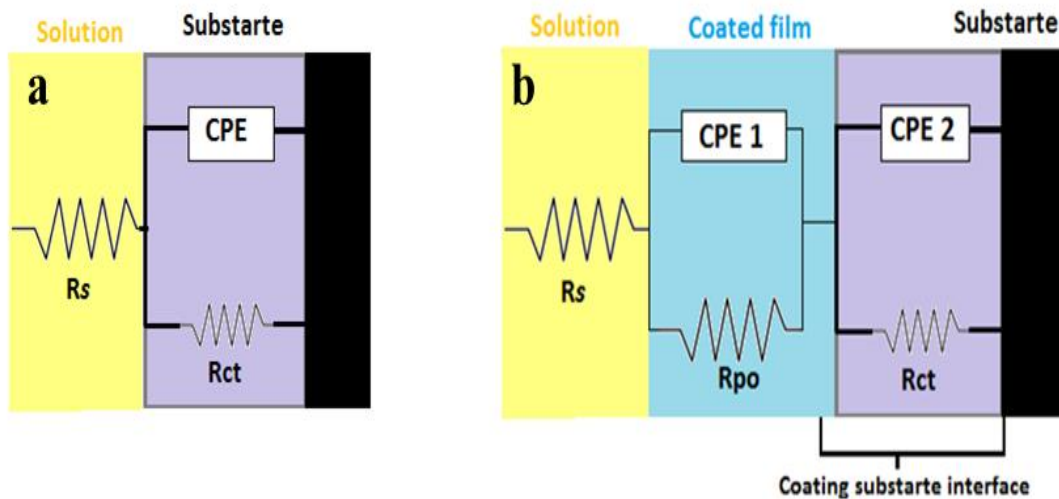 Solution
Substarte
a
CPE
Rs
Rct
Solution
Coated film
Substarte
b
CPE 1
CPE 2
Rs
Rpo
Rct
Coating substarte interface